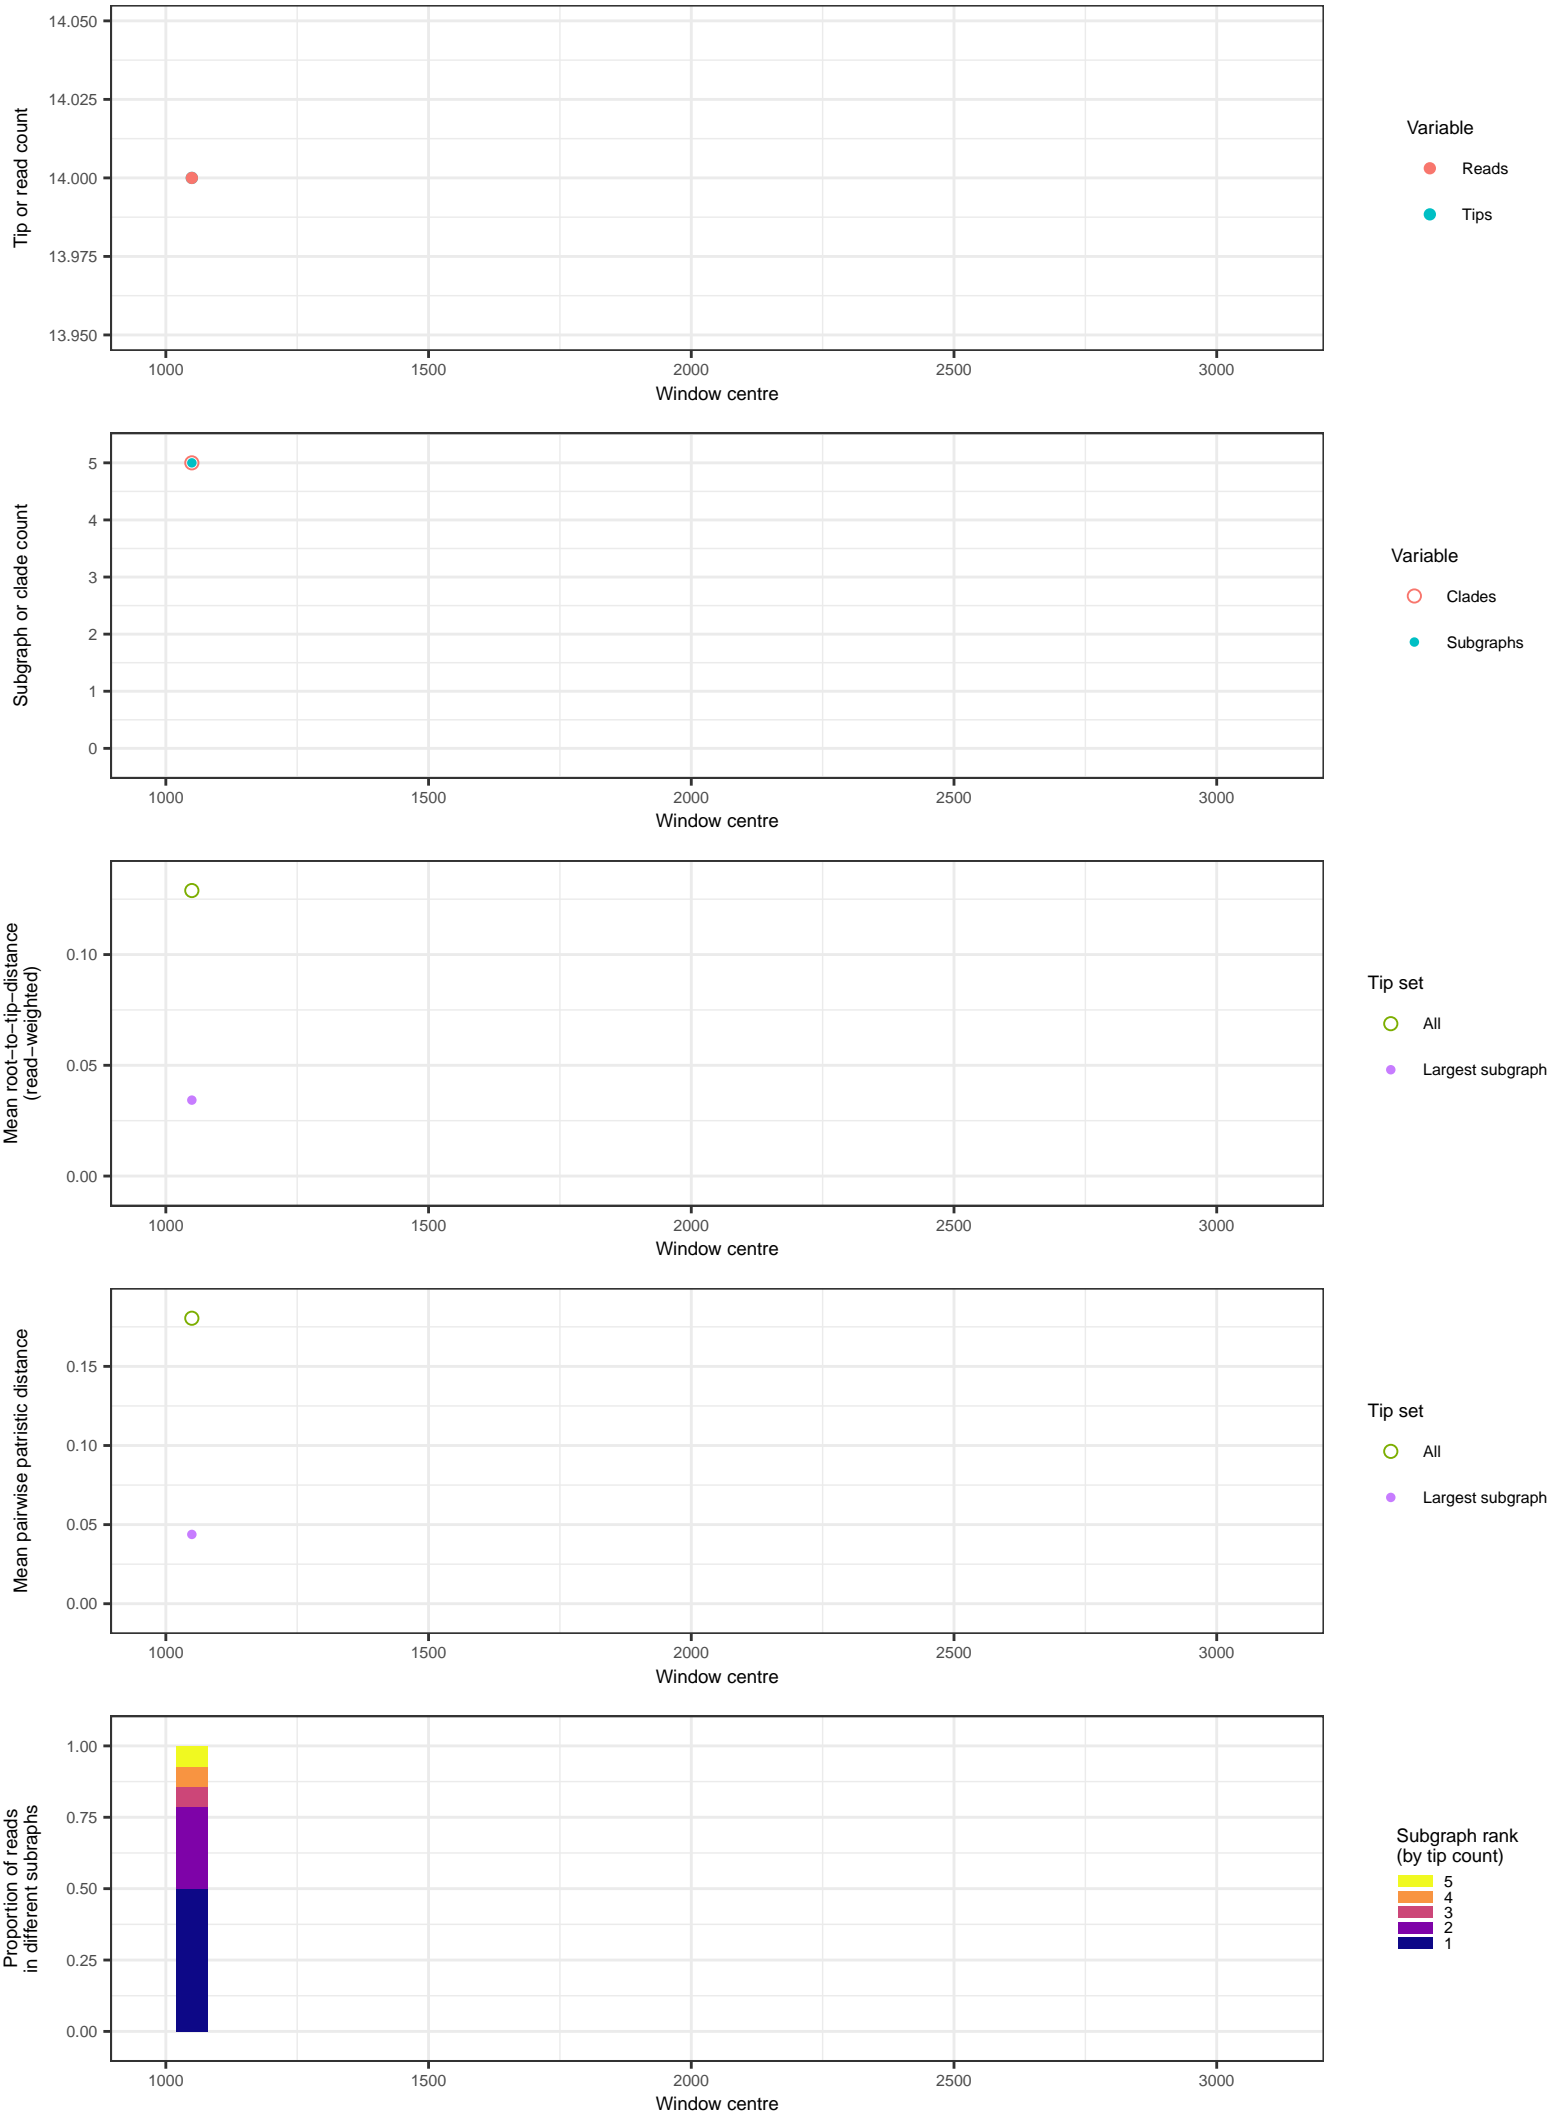 Tip or read count
14.050
14.025
14.000
13.975
13.950
1000
1500
2000
2500
3000
Window centre
Variable
Reads
Tips
Subgraph or clade count
5
4
3
2
1
0
1000
1500
2000
2500
3000
Window centre
Variable
Clades
Subgraphs
Mean root−to−tip−distance
(read−weighted)
0.10
0.05
0.00
1000
1500
2000
2500
3000
Window centre
Tip set
All
Largest subgraph
Mean pairwise patristic distance
0.15
0.10
0.05
0.00
1000
1500
2000
2500
3000
Window centre
Tip set
All
Largest subgraph
Proportion of reads
in different subraphs
1.00
0.75
0.50
0.25
0.00
1000
1500
2000
2500
3000
Window centre
Subgraph rank
(by tip count)
5
4
3
2
1